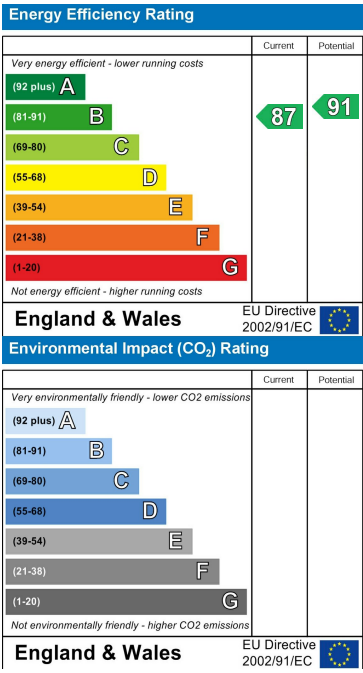 Energy Efficiency Rating
Current Potential
Very energy efficient - lower running costs
(92 plus) A
(81-91) B
(69-80) C
(55-68) D
(39-54) E
(21-38) F
(1-20) G
87
91
Not energy efficient - higher running costs
England & Wales
EU Directive
2002/91/EC
Environmental Impact (CO₂) Rating
Current Potential
Very environmentally friendly - lower CO2 emissions
(92 plus) A
(81-91) B
(69-80) C
(55-68) D
(39-54) E
(21-38) F
(1-20) G
Not environmentally friendly - higher CO2 emissions
England & Wales
EU Directive
2002/91/EC